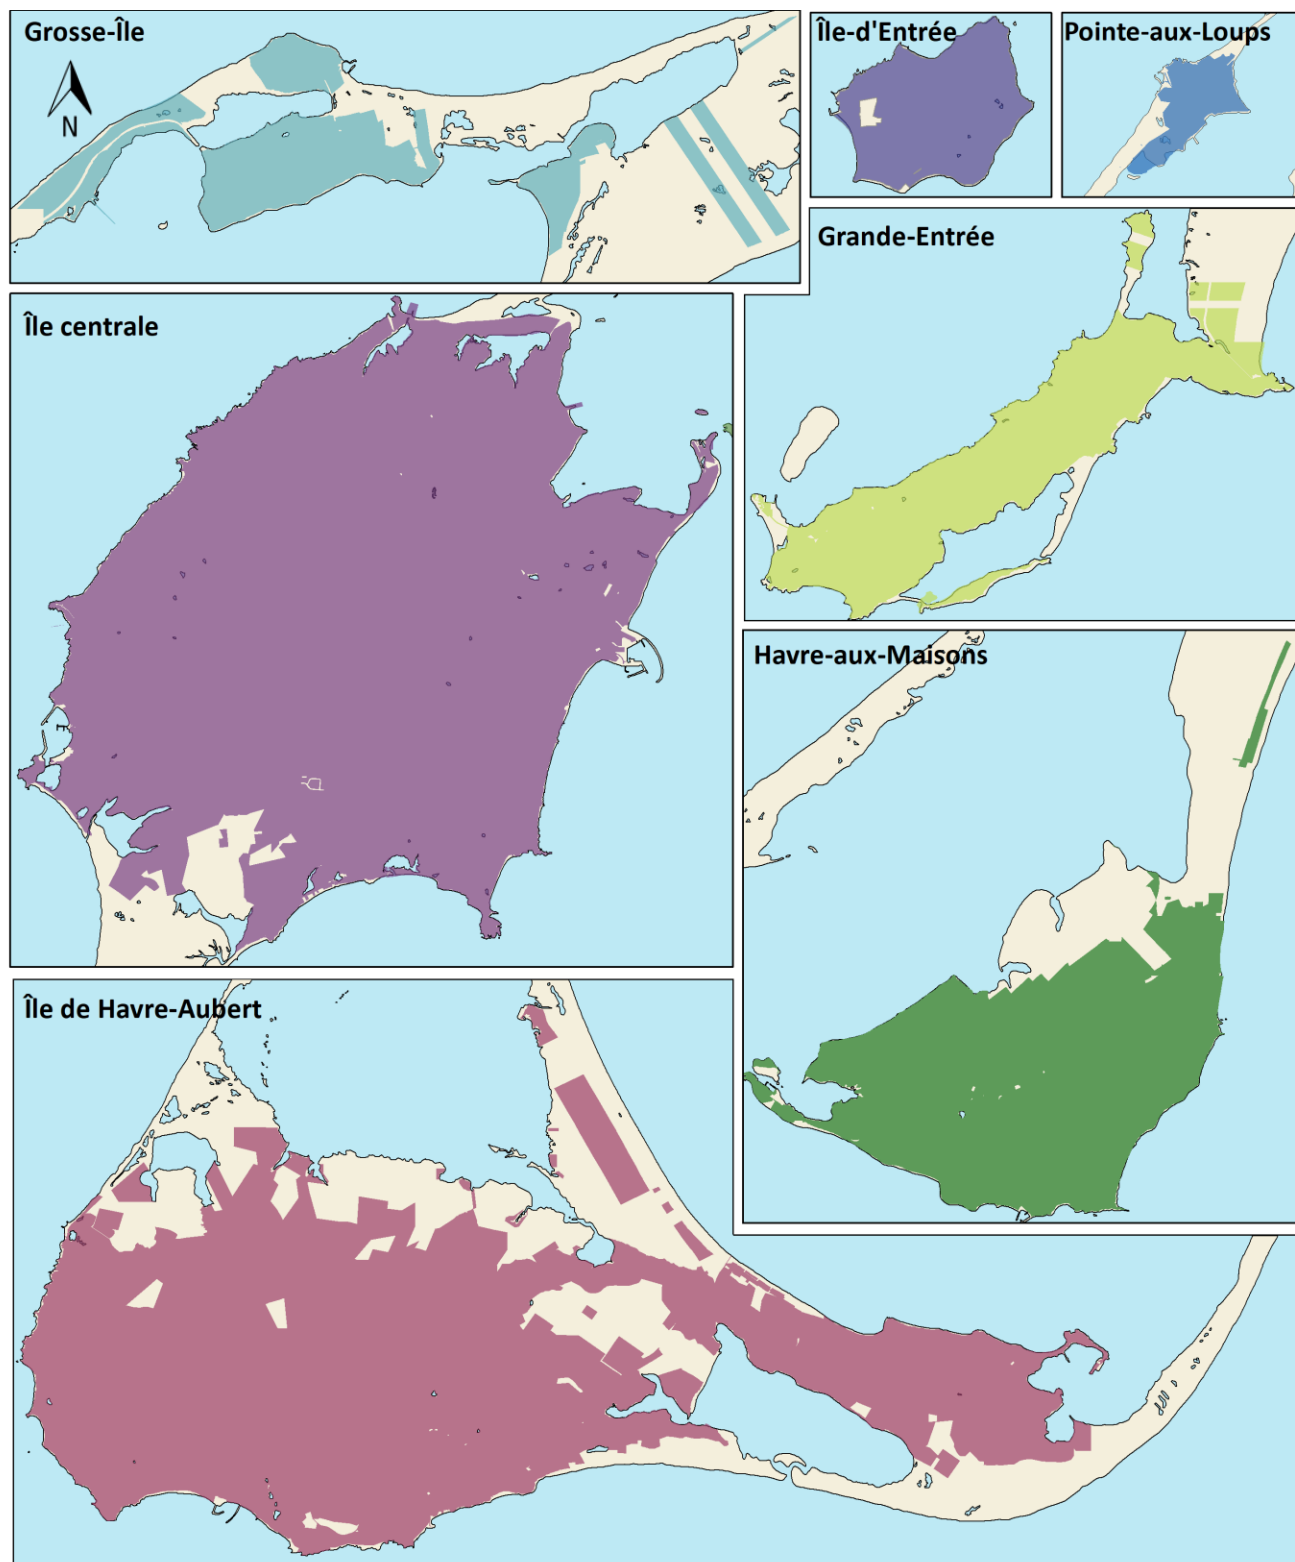 Grosse-Île
Île-d'Entrée
Pointe-aux-Loups
N
Grande-Entrée
Île centrale
Havre-aux-Maisons
Île de Havre-Aubert